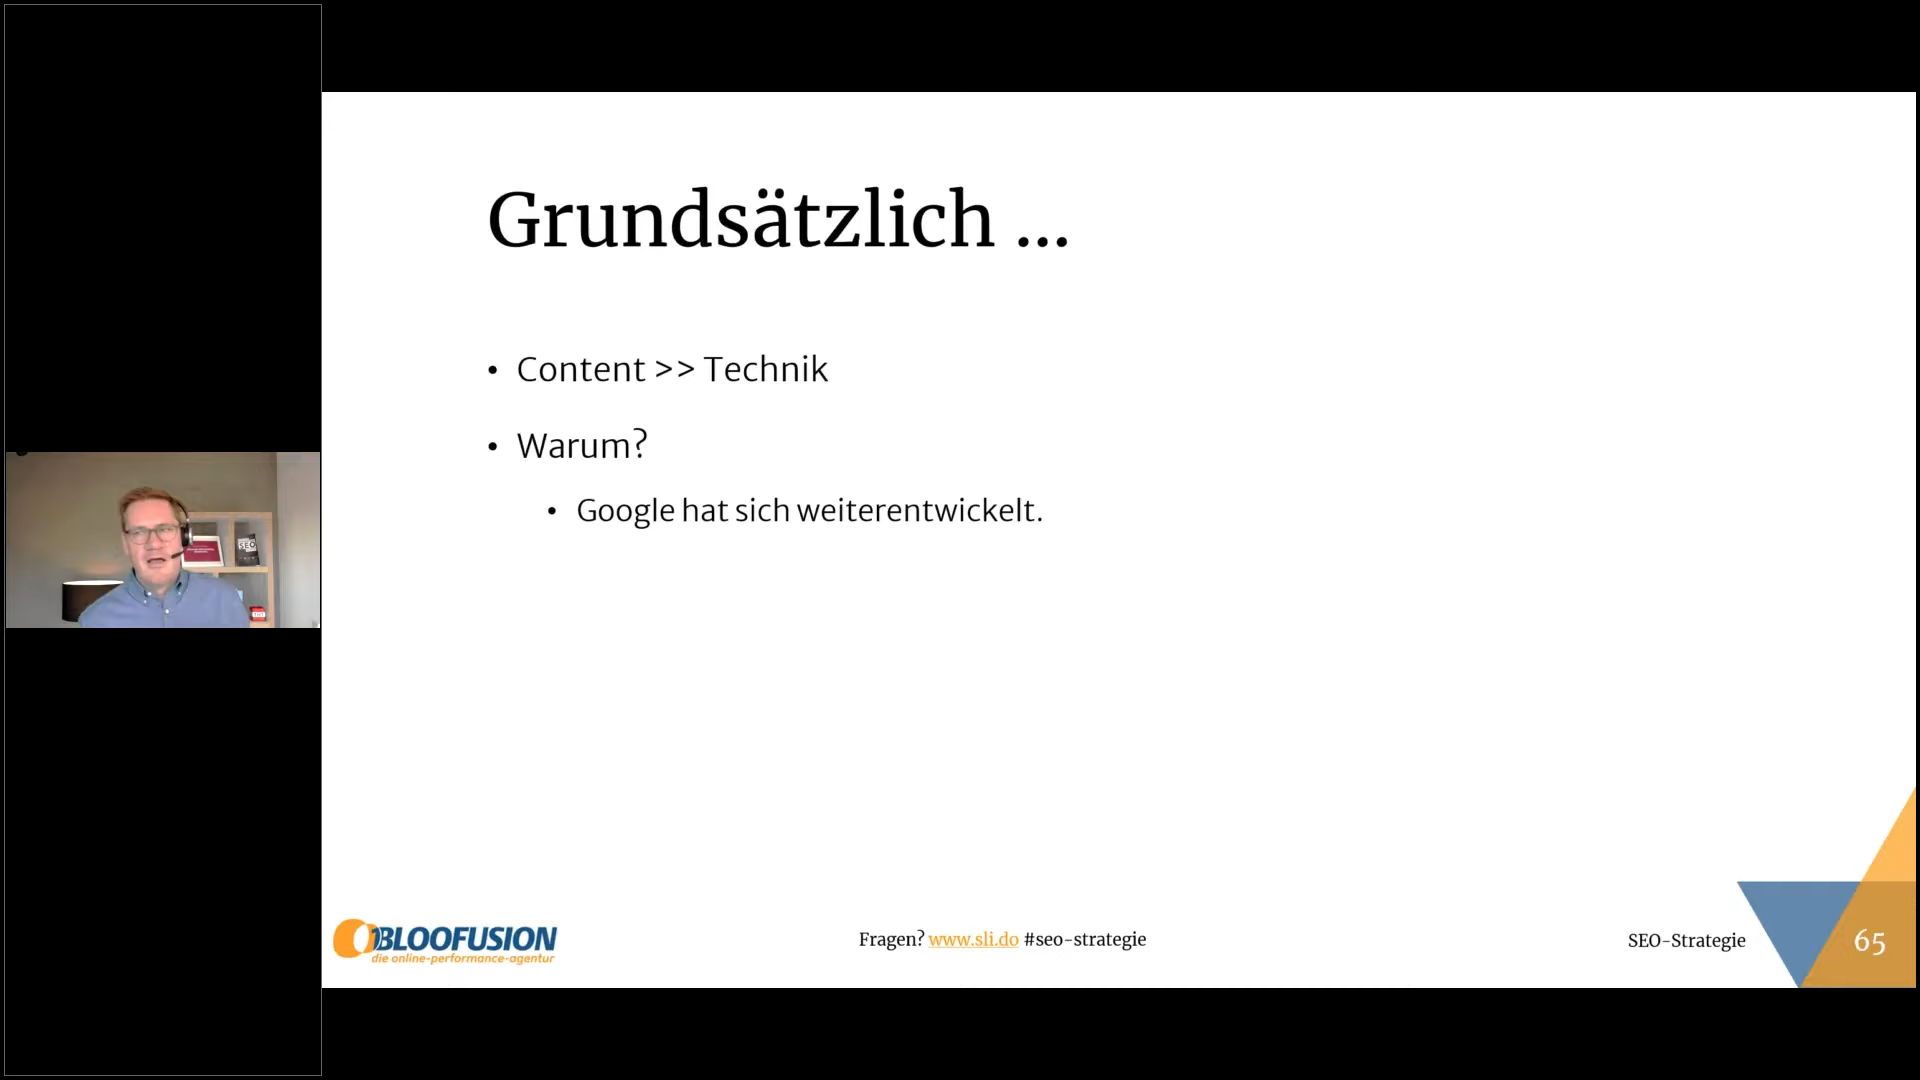 Grundsätzlich ...
• Content >> Technik
• Warum?
• Google hat sich weiterentwickelt.
SEO
BLOOFUSION
die online-performance-agentur
Fragen? www.sli.do #seo-strategie
SEO-Strategie
65